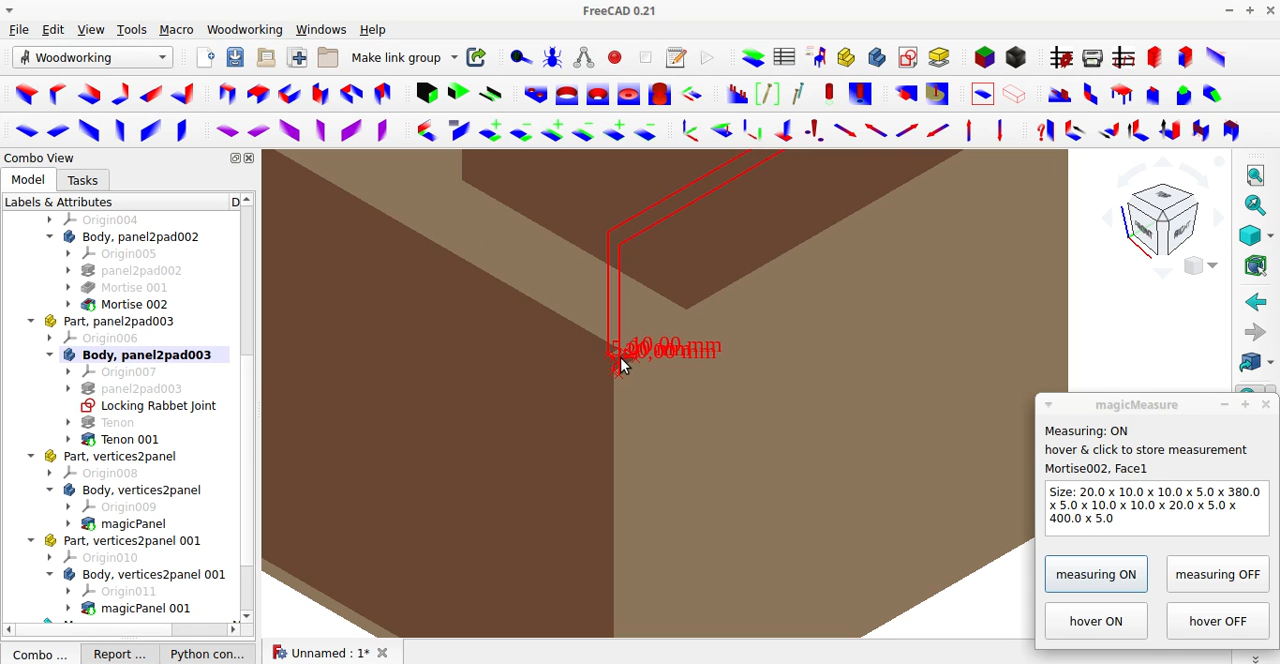 FreeCAD 0.21
File Edit View Tools Macro Woodworking Windows Help
Woodworking Make link group
Combo View
Model Tasks
Labels & Attributes D
Origin004
Body, panel2pad002
Origin005
panel2pad002
Mortise 001
Mortise 002
Part, panel2pad003
Origin006
Body, panel2pad003
Origin007
panel2pad003
Locking Rabbet Joint
Tenon
Tenon 001
Part, vertices2panel
Origin008
Body, vertices2panel
Origin009
magicPanel
Part, vertices2panel 001
Origin010
Body, vertices2panel 001
Origin011
magicPanel 001
Combo ... Report ... Python con...
FRONT RIGHT
mm
mm
Unnamed : 1*
magicMeasure
Measuring: ON
hover & click to store measurement
Mortise002, Face1
Size: 20.0 x 10.0 x 10.0 x 5.0 x 380.0
x 5.0 x 10.0 x 10.0 x 20.0 x 5.0 x
400.0 x 5.0
measuring ON measuring OFF
hover ON hover OFF